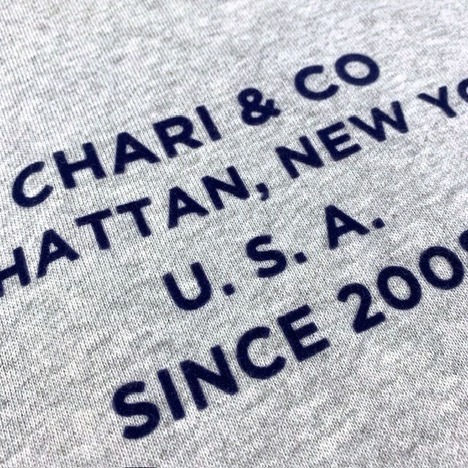 CHARI & CO
HATTAN, NEW YO
U. S. A.
SINCE 200